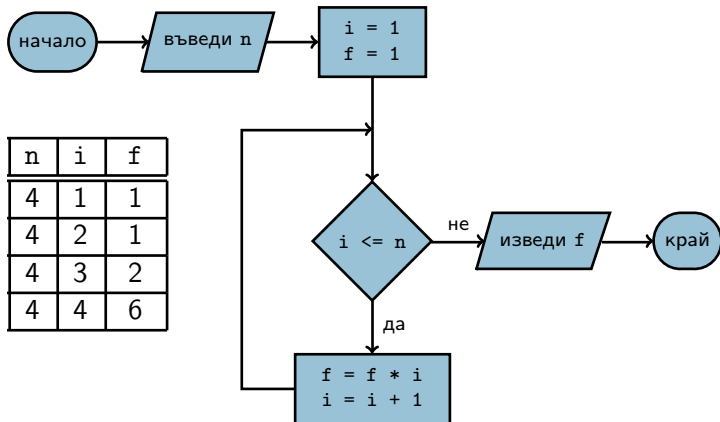 начало
въведи n
i = 1
f = 1
n i f
4 1 1
4 2 1
4 3 2
4 4 6
i <= n
не
изведи f
край
да
f = f * i
i = i + 1